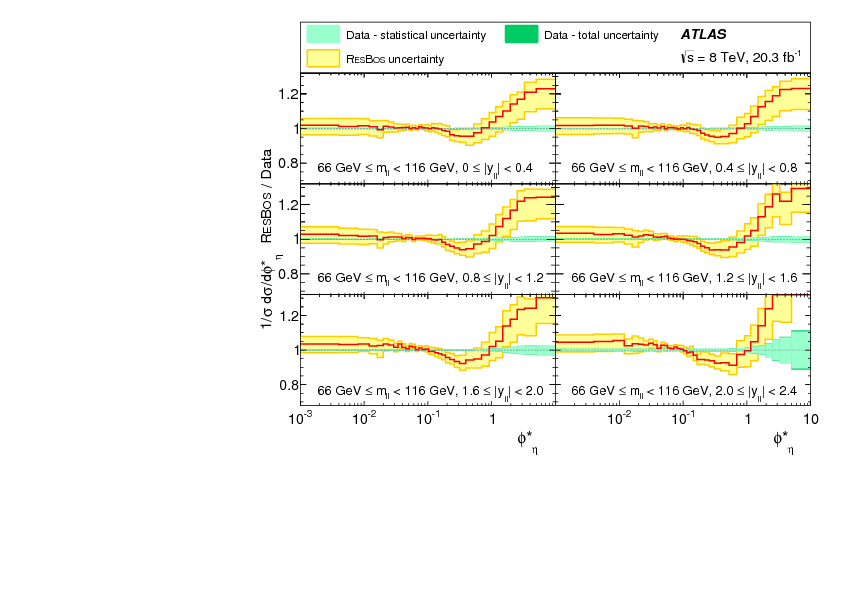 Data - statistical uncertainty
Data - total uncertainty
ATLAS
RESBOS uncertainty
√s = 8 TeV, 20.3 fb⁻¹
1/σ dσ/dϕ*η RESBOS / Data
1.2
1
0.8
66 GeV ≤ mll < 116 GeV, 0 ≤ |yll| < 0.4
66 GeV ≤ mll < 116 GeV, 0.4 ≤ |yll| < 0.8
1.2
1
0.8
66 GeV ≤ mll < 116 GeV, 0.8 ≤ |yll| < 1.2
66 GeV ≤ mll < 116 GeV, 1.2 ≤ |yll| < 1.6
1.2
1
0.8
66 GeV ≤ mll < 116 GeV, 1.6 ≤ |yll| < 2.0
66 GeV ≤ mll < 116 GeV, 2.0 ≤ |yll| < 2.4
10⁻³ 10⁻² 10⁻¹ 1 10⁻² 10⁻¹ 1 10
ϕ*η ϕ*η